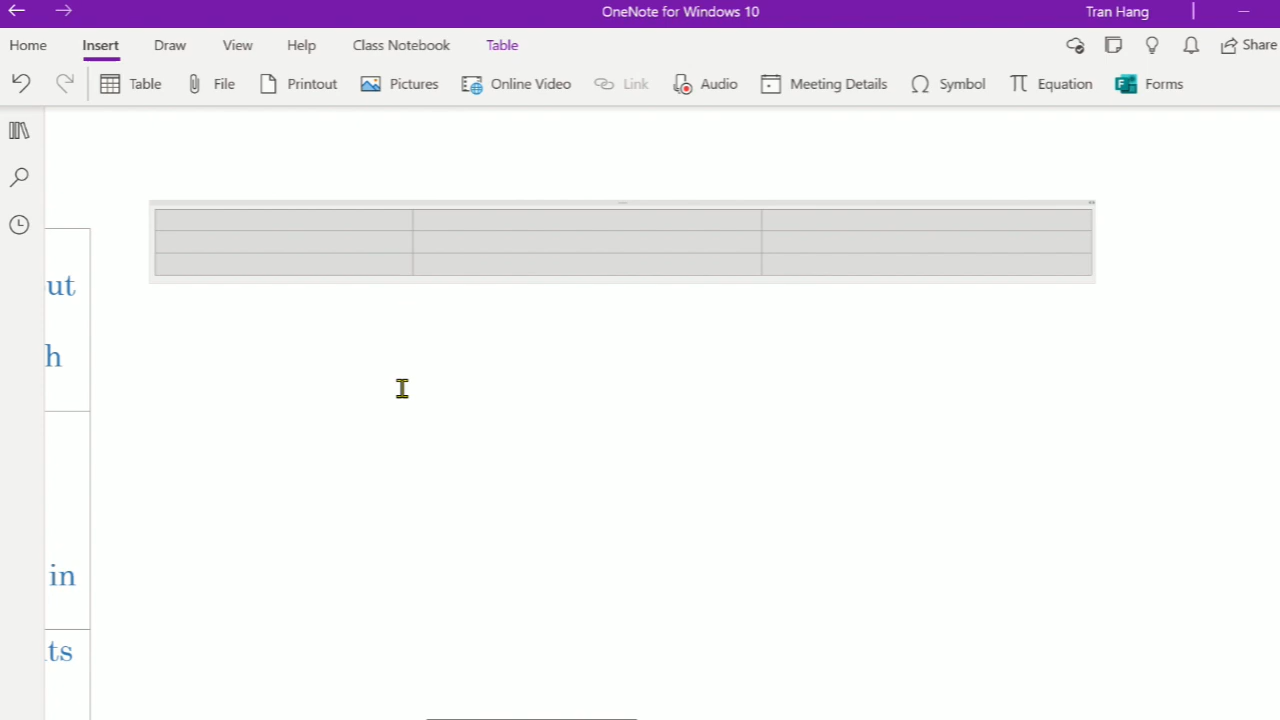 OneNote for Windows 10 Tran Hang
Home Insert Draw View Help Class Notebook Table Share
Table File Printout Pictures Online Video Link Audio Meeting Details Symbol Equation Forms
ut
h
in
ts